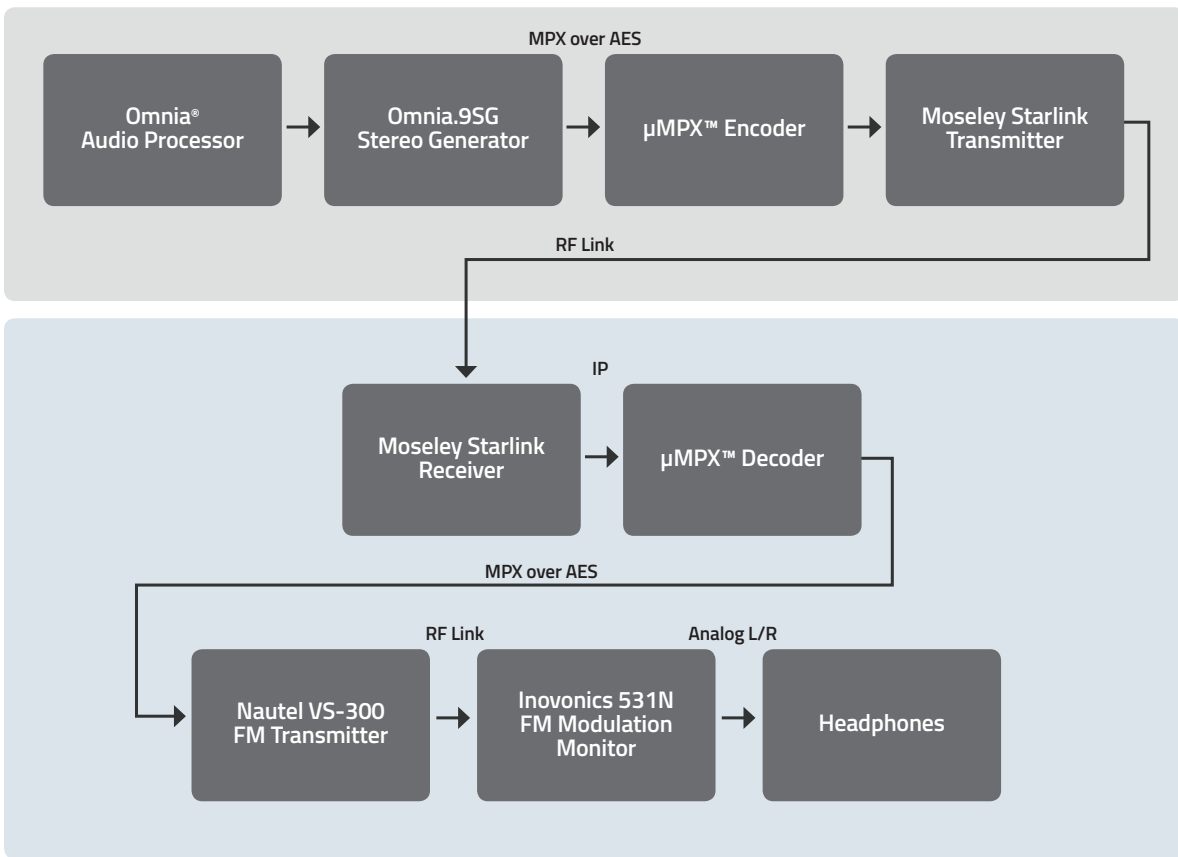 MPX over AES
Omnia®
Audio Processor
Omnia.9SG
Stereo Generator
µMPX™ Encoder
Moseley Starlink
Transmitter
RF Link
IP
Moseley Starlink
Receiver
µMPX™ Decoder
MPX over AES
RF Link
Analog L/R
Nautel VS-300
FM Transmitter
Inovonics 531N
FM Modulation
Monitor
Headphones